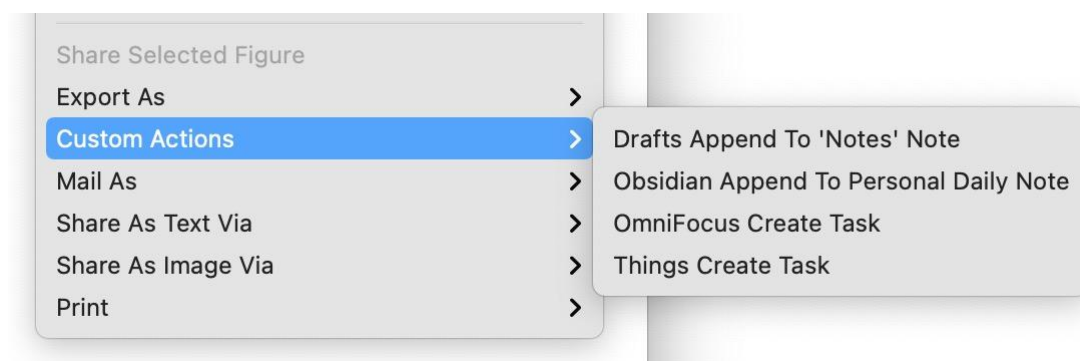 Share Selected Figure
Export As
Custom Actions
Mail As
Share As Text Via
Share As Image Via
Print
Drafts Append To 'Notes' Note
Obsidian Append To Personal Daily Note
OmniFocus Create Task
Things Create Task